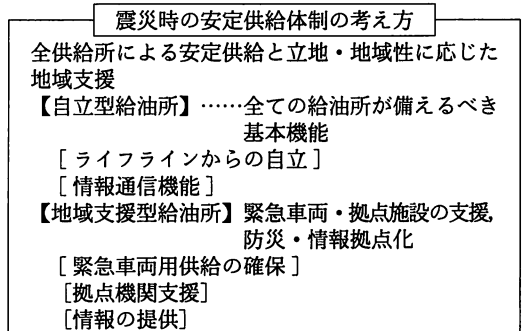 震災時の安定供給体制の考え方
全供給所による安定供給と立地・地域性に応じた
地域支援
【自立型給油所】……全ての給油所が備えるべき
基本機能
［ライフラインからの自立］
［情報通信機能］
【地域支援型給油所】緊急車両・拠点施設の支援,
防災・情報拠点化
［緊急車両用供給の確保］
［拠点機関支援］
［情報の提供］